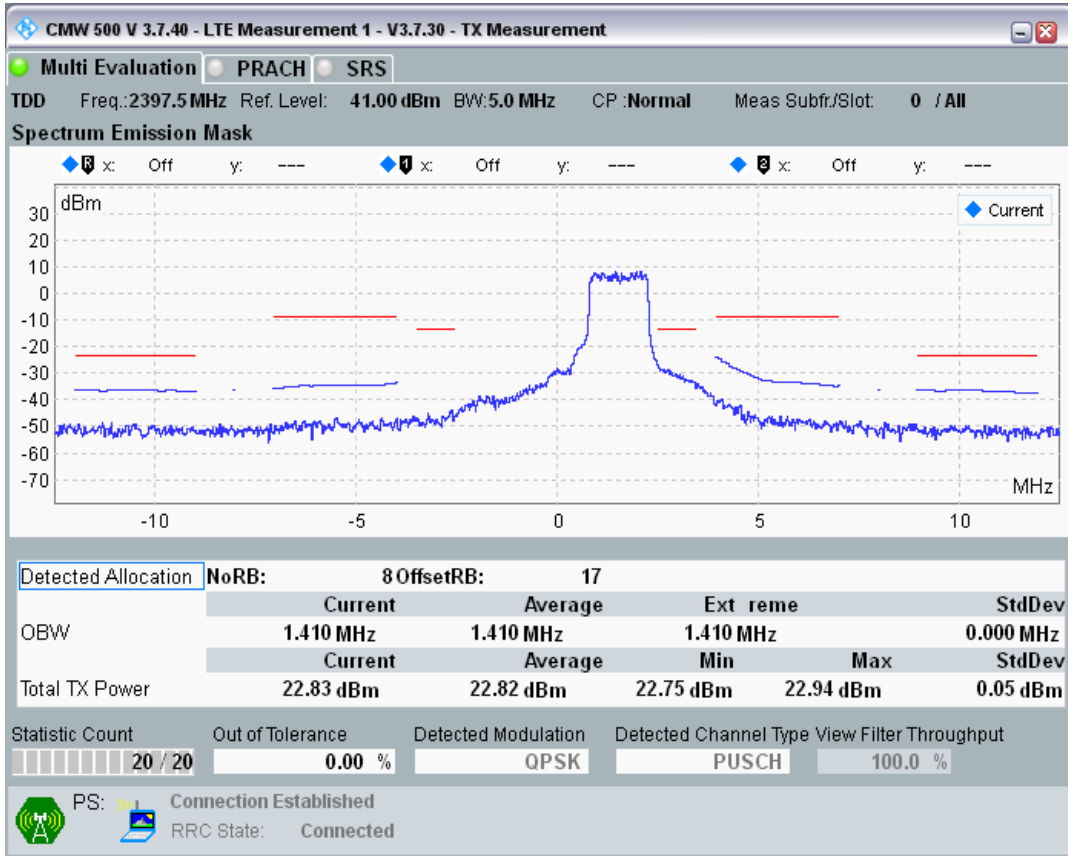 CMW 500 V 3.7.40 - LTE Measurement 1 - V3.7.30 - TX Measurement
Multi Evaluation PRACH SRS
TDD Freq.:2397.5 MHz Ref. Level: 41.00 dBm BW:5.0 MHz CP :Normal Meas Subfr./Slot: 0 / All
Spectrum Emission Mask
R x: Off y: --- 1 x: Off y: --- 2 x: Off y: ---
dBm
Current
30
20
10
0
-10
-20
-30
-40
-50
-60
-70
MHz
-10 -5 0 5 10
Detected Allocation NoRB: 8 OffsetRB: 17
Current Average Ext reme StdDev
OBW 1.410 MHz 1.410 MHz 1.410 MHz 0.000 MHz
Current Average Min Max StdDev
Total TX Power 22.83 dBm 22.82 dBm 22.75 dBm 22.94 dBm 0.05 dBm
Statistic Count Out of Tolerance Detected Modulation Detected Channel Type View Filter Throughput
20 / 20 0.00 % QPSK PUSCH 100.0 %
PS: Connection Established
RRC State: Connected